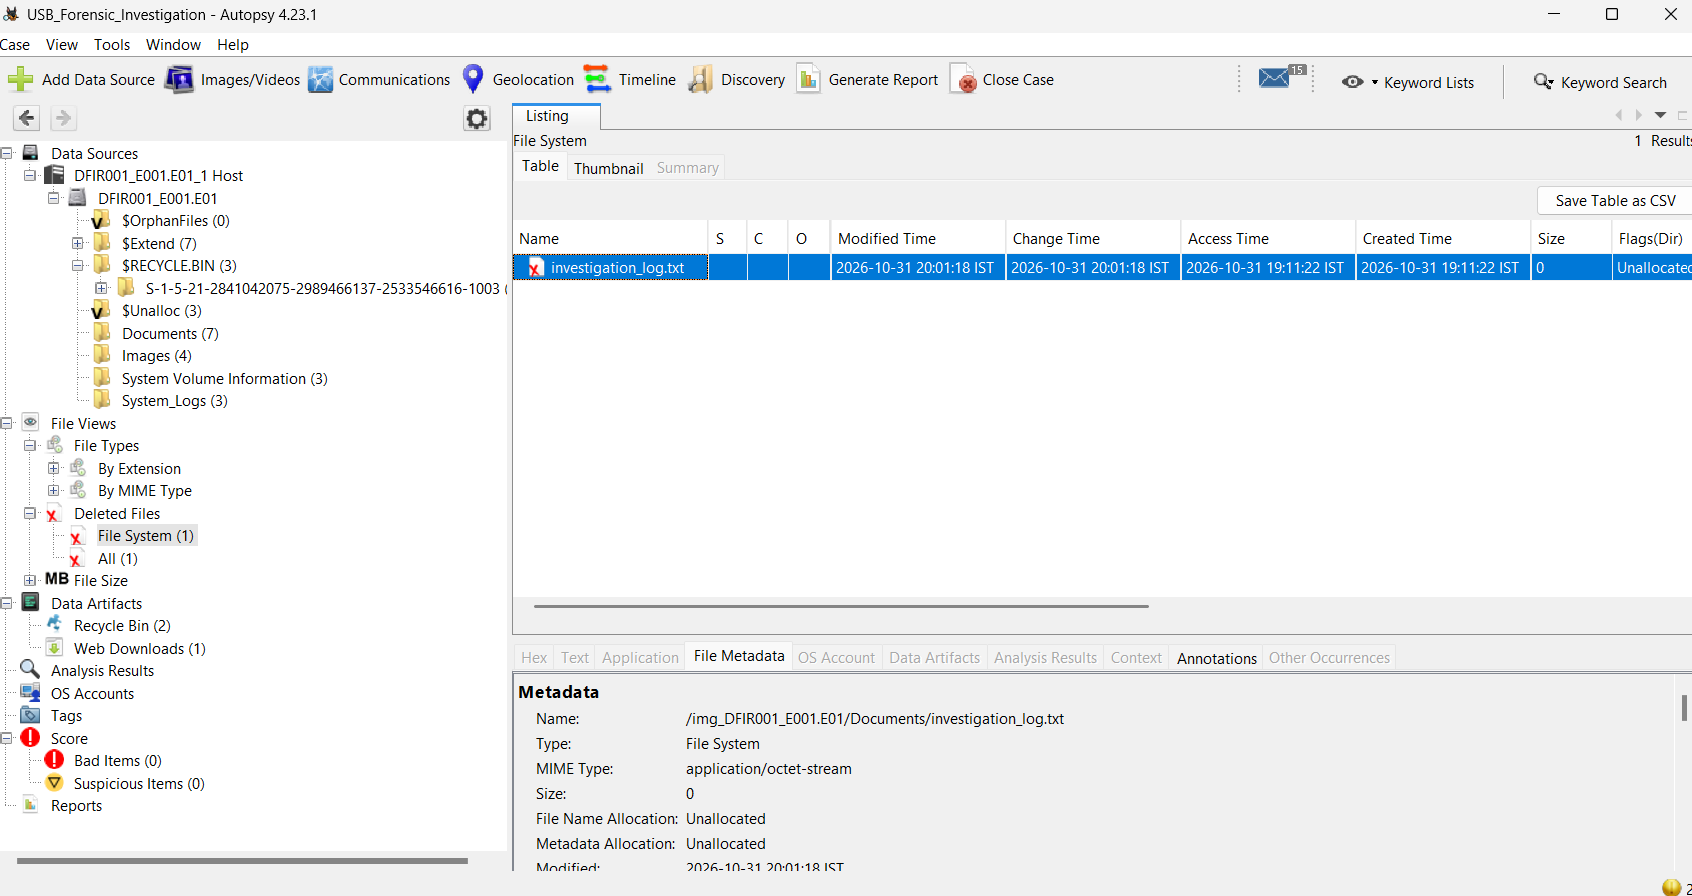 USB_Forensic_Investigation - Autopsy 4.23.1
Case View Tools Window Help
Add Data Source Images/Videos Communications Geolocation Timeline Discovery Generate Report Close Case 15 Keyword Lists Keyword Search
Listing
File System
1 Results
Table Thumbnail Summary
Save Table as CSV
Name S C O Modified Time Change Time Access Time Created Time Size Flags(Dir)
investigation_log.txt 2026-10-31 20:01:18 IST 2026-10-31 20:01:18 IST 2026-10-31 19:11:22 IST 2026-10-31 19:11:22 IST 0 Unallocated
Data Sources
DFIR001_E001.E01_1 Host
DFIR001_E001.E01
$OrphanFiles (0)
$Extend (7)
$RECYCLE.BIN (3)
S-1-5-21-2841042075-2989466137-2533546616-1003 (
$Unalloc (3)
Documents (7)
Images (4)
System Volume Information (3)
System_Logs (3)
File Views
File Types
By Extension
By MIME Type
Deleted Files
File System (1)
All (1)
MB File Size
Data Artifacts
Recycle Bin (2)
Web Downloads (1)
Analysis Results
OS Accounts
Tags
Score
Bad Items (0)
Suspicious Items (0)
Reports
Hex Text Application File Metadata OS Account Data Artifacts Analysis Results Context Annotations Other Occurrences
Metadata
Name: /img_DFIR001_E001.E01/Documents/investigation_log.txt
Type: File System
MIME Type: application/octet-stream
Size: 0
File Name Allocation: Unallocated
Metadata Allocation: Unallocated
Modified: 2026-10-31 20:01:18 IST
2